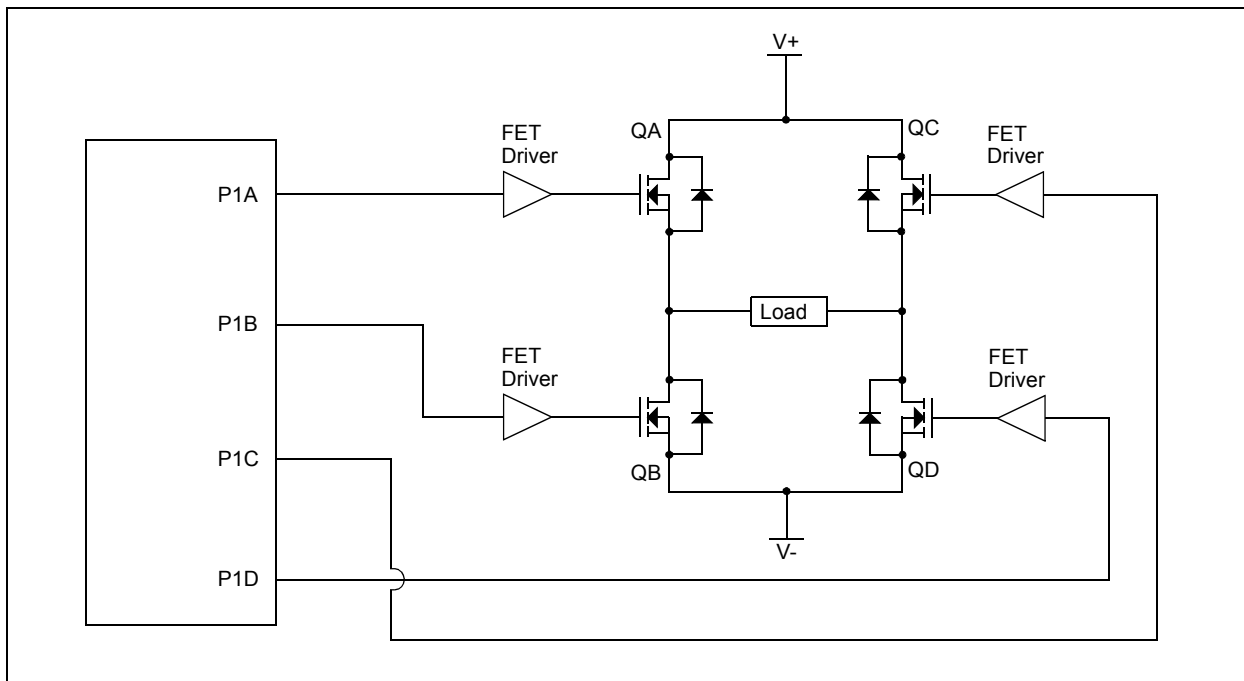 V+
QA
QC
FET
Driver
FET
Driver
P1A
Load
P1B
FET
Driver
FET
Driver
P1C
QB
QD
V-
P1D